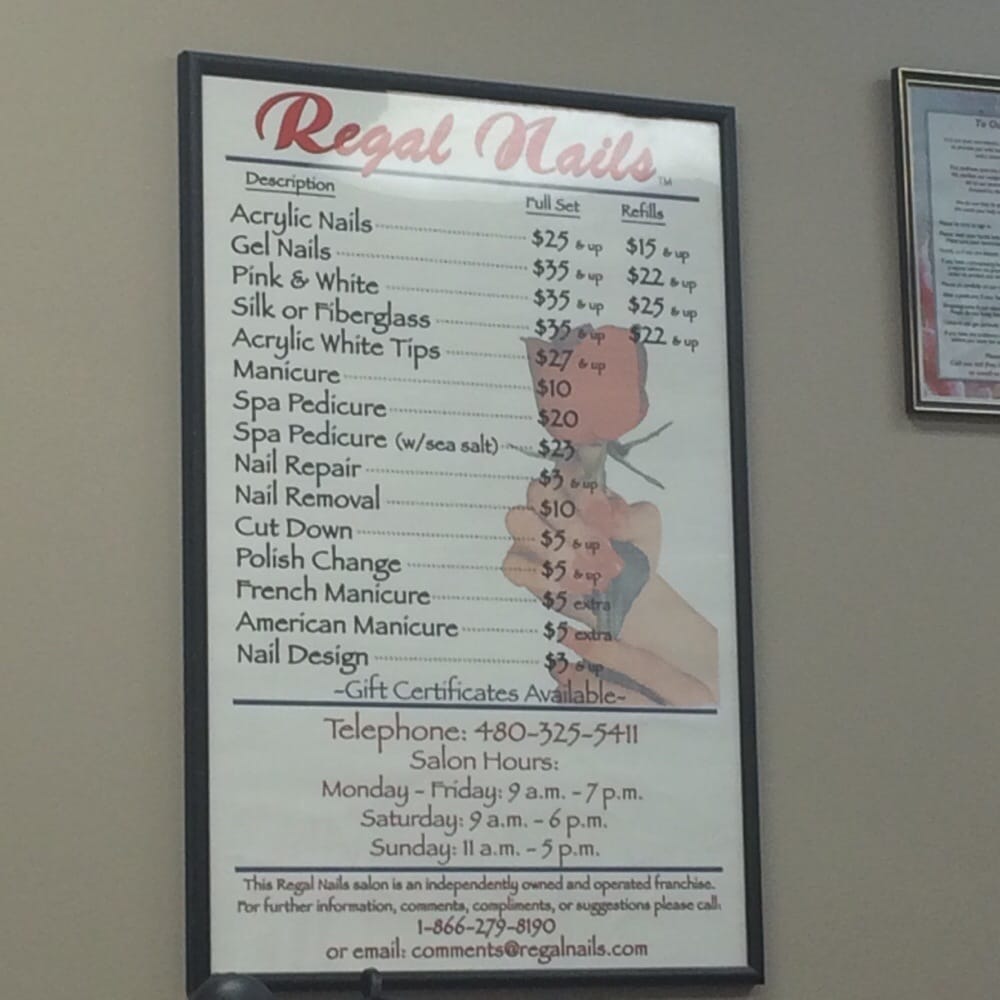 Regal Nails™
Description Full Set Refills
Acrylic Nails $25 & up $15 & up
Gel Nails $35 & up $22 & up
Pink & White $35 & up $25 & up
Silk or Fiberglass $35 & up $22 & up
Acrylic White Tips $27 & up
Manicure $10
Spa Pedicure $20
Spa Pedicure (w/sea salt) $23
Nail Repair $3 & up
Nail Removal $10
Cut Down $5 & up
Polish Change $5 & up
French Manicure $5 extra
American Manicure $5 extra
Nail Design $3 & up
-Gift Certificates Available-
Telephone: 480-325-5411
Salon Hours:
Monday - Friday: 9 a.m. - 7 p.m.
Saturday: 9 a.m. - 6 p.m.
Sunday: 11 a.m. - 5 p.m.
This Regal Nails salon is an independently owned and operated franchise.
For further information, comments, compliments, or suggestions please call:
1-866-279-8190
or email: comments@regalnails.com
To